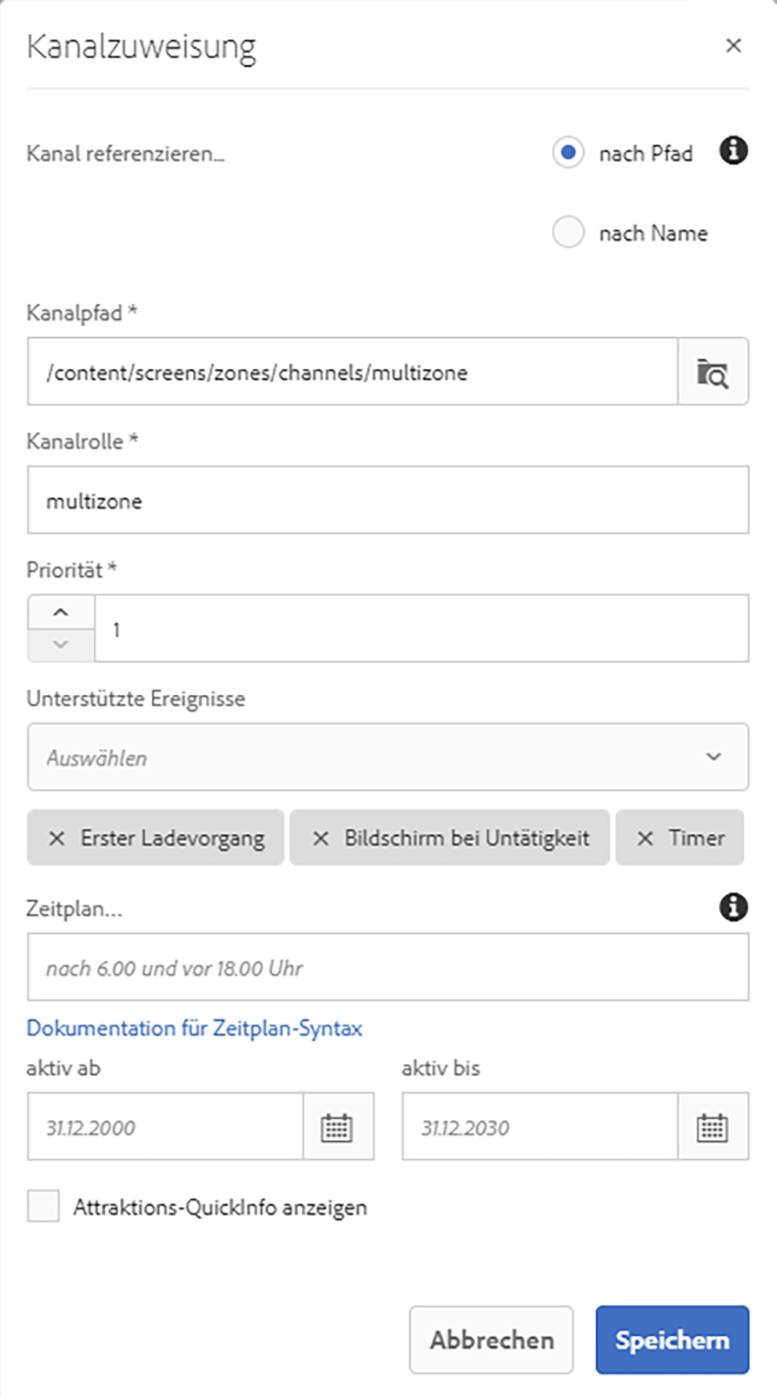 Kanalzuweisung
Kanal referenzieren...
nach Pfad
nach Name
Kanalpfad *
/content/screens/zones/channels/multizone
Kanalrolle *
multizone
Priorität *
1
Unterstützte Ereignisse
Auswählen
Erster Ladevorgang
Bildschirm bei Untätigkeit
Timer
Zeitplan...
nach 6.00 und vor 18.00 Uhr
Dokumentation für Zeitplan-Syntax
aktiv ab
aktiv bis
31.12.2000
31.12.2030
Attraktions-QuickInfo anzeigen
Abbrechen
Speichern